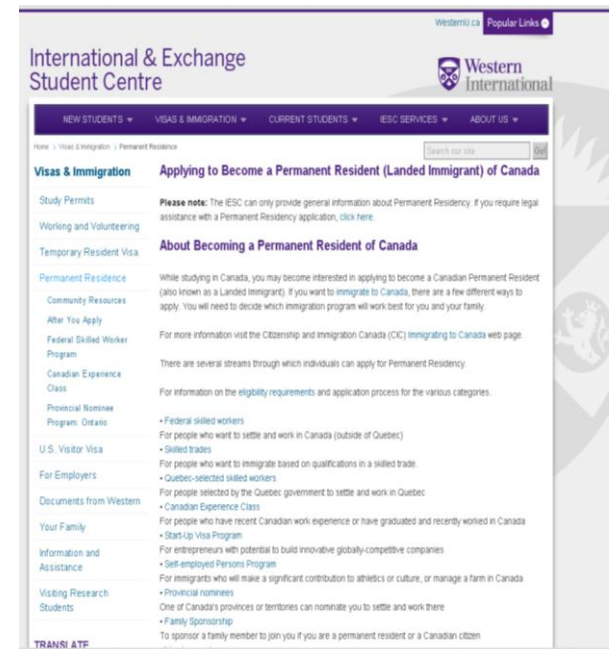 WesternU.ca Popular Links
International & Exchange
Student Centre
Western
International
NEW STUDENTS VISAS & IMMIGRATION CURRENT STUDENTS IESC SERVICES ABOUT US
Home > Visas & Immigration > Permanent Residence
Search our site Go!
Visas & Immigration
Study Permits
Working and Volunteering
Temporary Resident Visa
Permanent Residence
Community Resources
After You Apply
Federal Skilled Worker
Program
Canadian Experience
Class
Provincial Nominee
Program: Ontario
U.S. Visitor Visa
For Employers
Documents from Western
Your Family
Information and
Assistance
Visiting Research
Students
TRANSLATE
Applying to Become a Permanent Resident (Landed Immigrant) of Canada
Please note: The IESC can only provide general information about Permanent Residency. If you require legal
assistance with a Permanent Residency application, click here.
About Becoming a Permanent Resident of Canada
While studying in Canada, you may become interested in applying to become a Canadian Permanent Resident
(also known as a Landed Immigrant). If you want to immigrate to Canada, there are a few different ways to
apply. You will need to decide which immigration program will work best for you and your family.
For more information visit the Citizenship and Immigration Canada (CIC) Immigrating to Canada web page.
There are several streams through which individuals can apply for Permanent Residency.
For information on the eligibility requirements and application process for the various categories.
• Federal skilled workers
For people who want to settle and work in Canada (outside of Quebec)
• Skilled trades
For people who want to immigrate based on qualifications in a skilled trade.
• Quebec-selected skilled workers
For people selected by the Quebec government to settle and work in Quebec
• Canadian Experience Class
For people who have recent Canadian work experience or have graduated and recently worked in Canada
• Start-Up Visa Program
For entrepreneurs with potential to build innovative globally-competitive companies
• Self-employed Persons Program
For immigrants who will make a significant contribution to athletics or culture, or manage a farm in Canada
• Provincial nominees
One of Canada's provinces or territories can nominate you to settle and work there
• Family Sponsorship
To sponsor a family member to join you if you are a permanent resident or a Canadian citizen